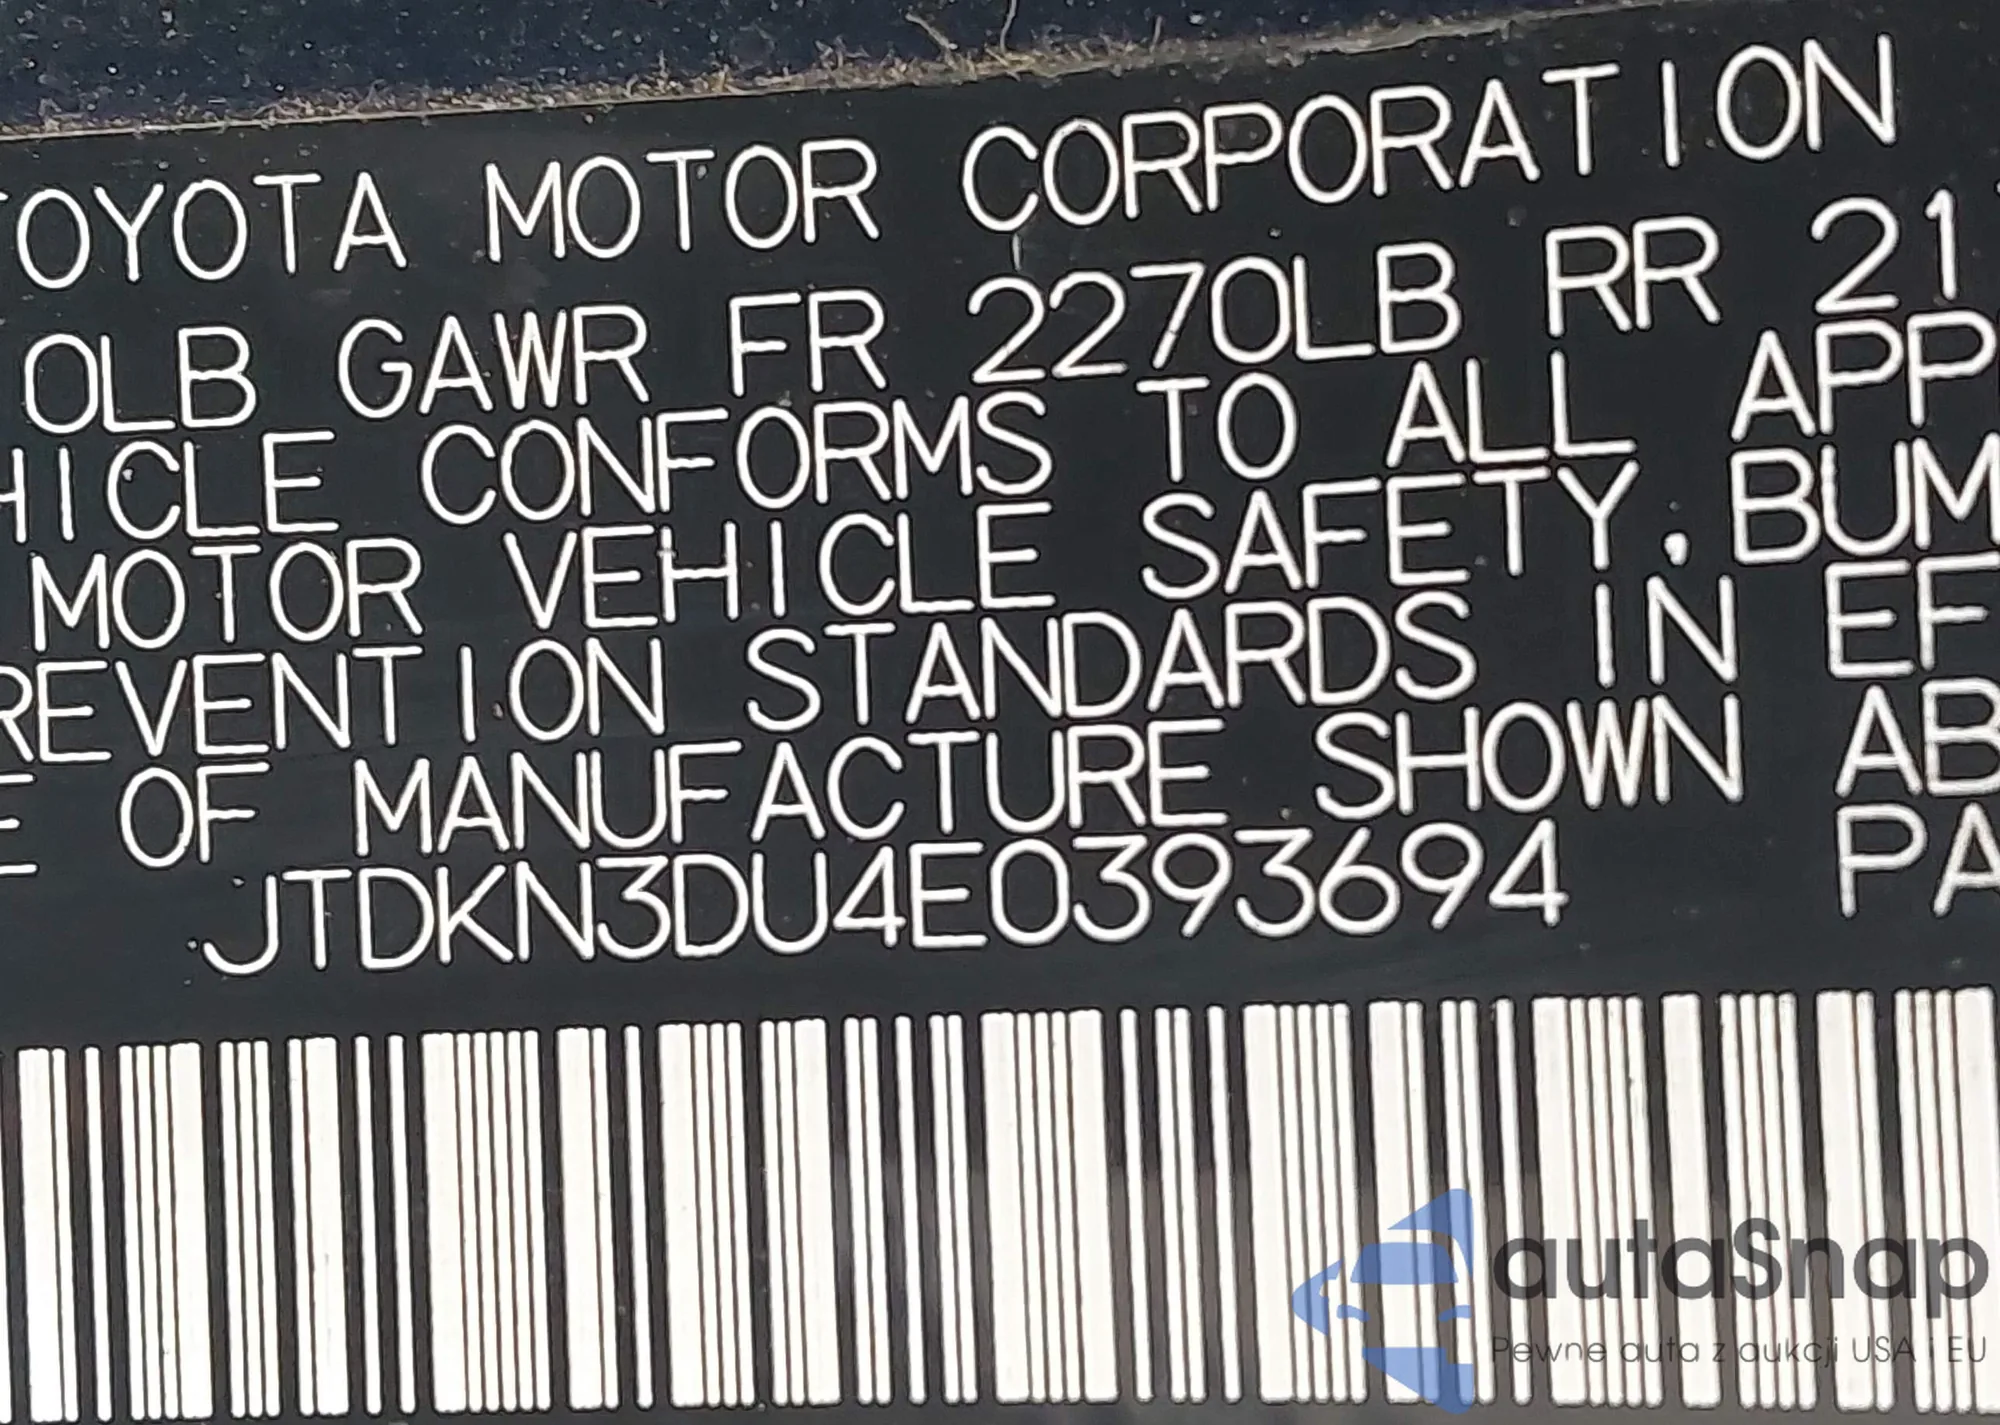 TOYOTA MOTOR CORPORATION
0LB GAWR FR 2270LB RR 21
HICLE CONFORMS TO ALL APP
MOTOR VEHICLE SAFETY, BUM
REVENTION STANDARDS IN EF
E OF MANUFACTURE SHOWN AB
JTDKN3DU4E0393694 PA
autaSnap
Pewne auta z aukcji USA i EU